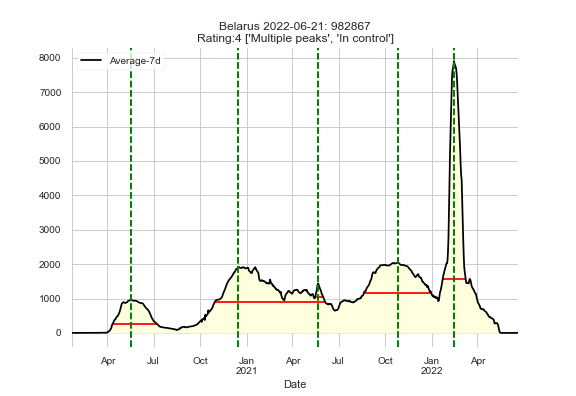 Belarus 2022-06-21: 982867
Rating:4 ['Multiple peaks', 'In control']
Average-7d
8000
7000
6000
5000
4000
3000
2000
1000
0
Apr Jul Oct Jan Apr Jul Oct Jan Apr
2021 2022
Date